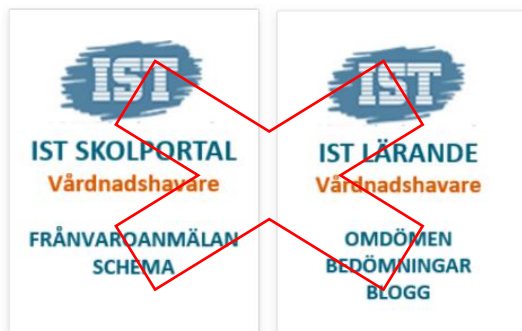 IST
IST SKOLPORTAL
Vårdnadshavare
FRÅNVAROANMÄLAN
SCHEMA
IST
IST LÄRANDE
Vårdnadshavare
OMDÖMEN
BEDÖMNINGAR
BLOGG